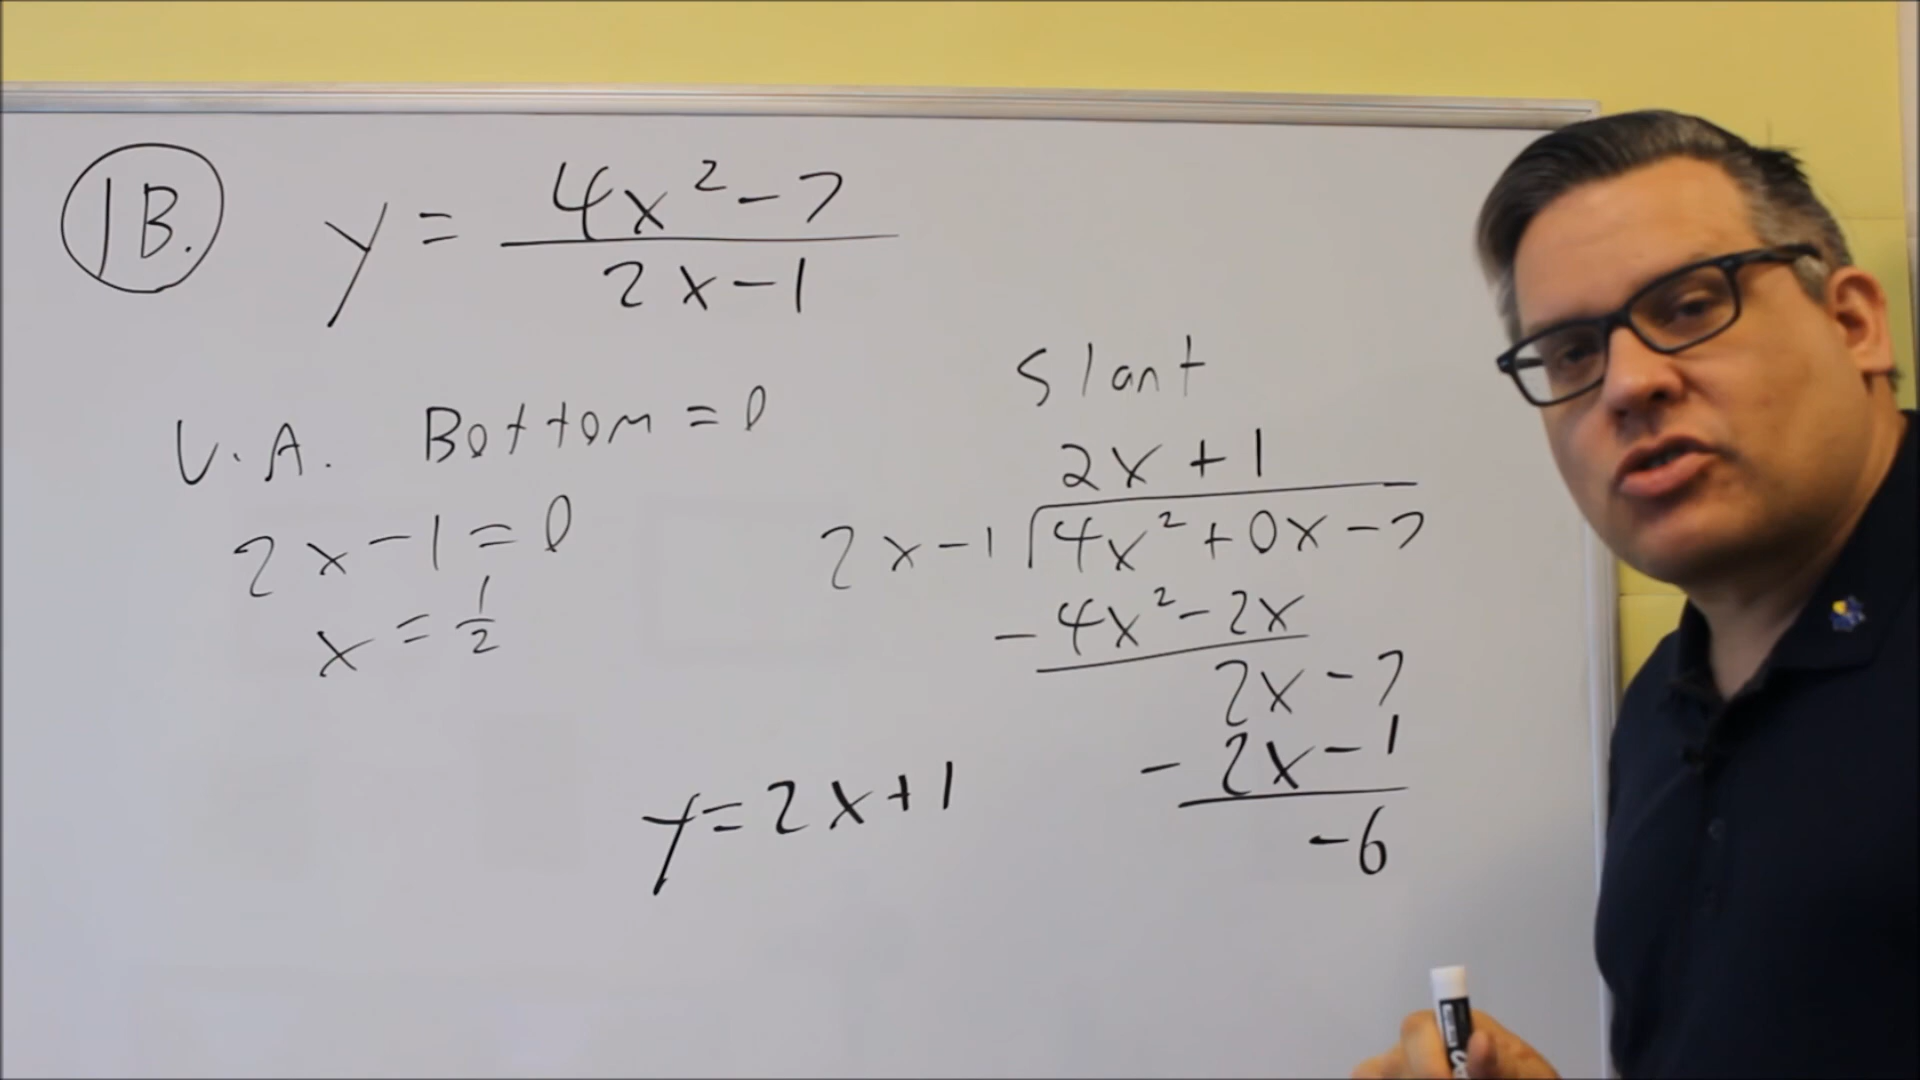 1B. y = (4x² - 7) / (2x - 1)
V.A. Bottom = 0
2x - 1 = 0
x = 1/2
Slant
2x + 1
2x - 1 ) 4x² + 0x - 7
- 4x² - 2x
2x - 7
- 2x - 1
- 6
y = 2x + 1